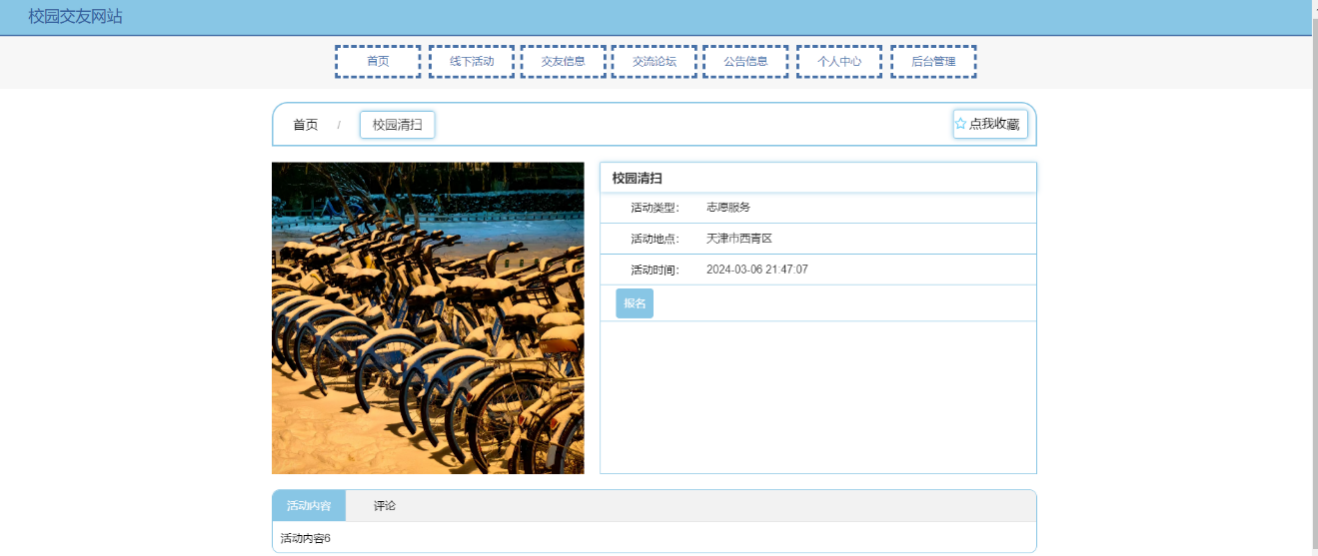 校园交友网站
首页 线下活动 交友信息 交流论坛 公告信息 个人中心 后台管理
首页 / 校园清扫 点我收藏
校园清扫
活动类型： 志愿服务
活动地点： 天津市西青区
活动时间： 2024-03-06 21:47:07
报名
活动内容 评论
活动内容6